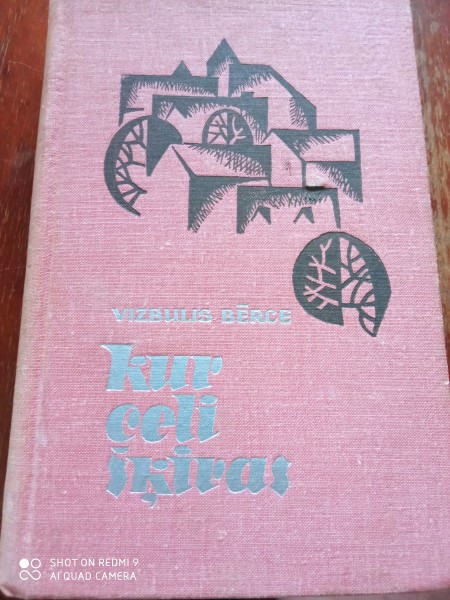 VIZBULIS BĒRCE
kur
ceļi
šķiras
SHOT ON REDMI 9
AI QUAD CAMERA